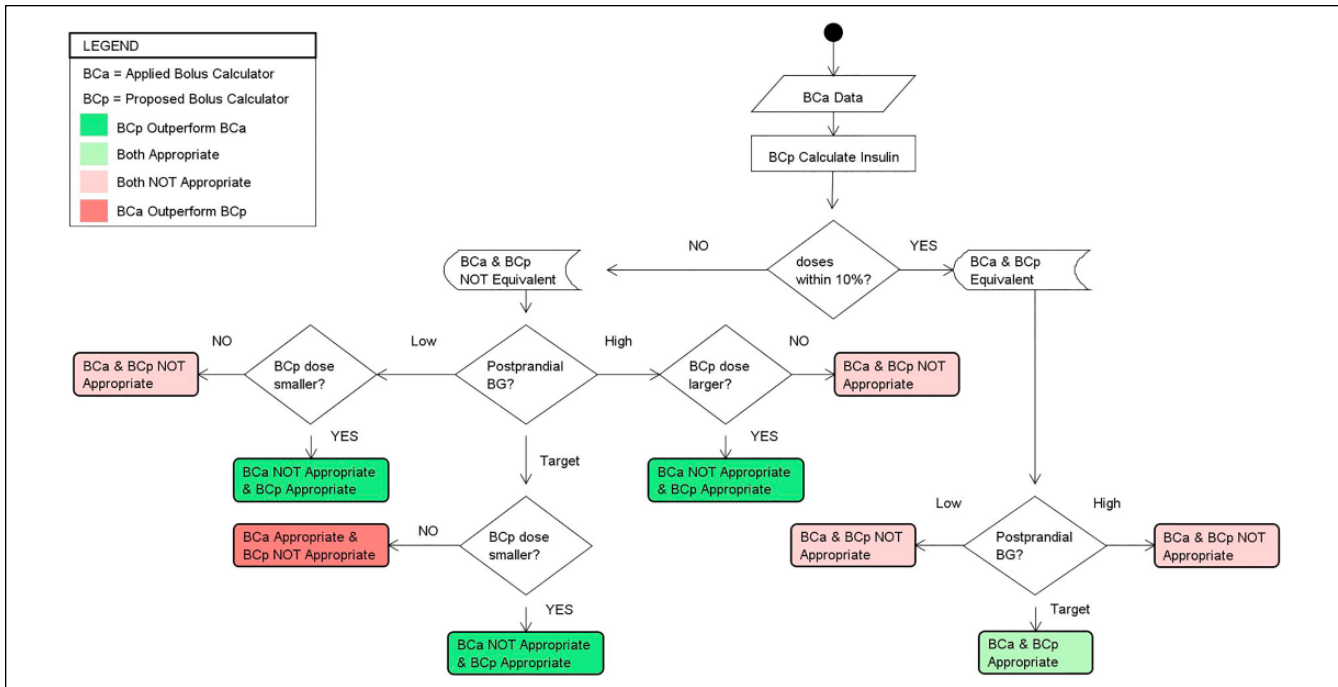 LEGEND
BCa = Applied Bolus Calculator
BCp = Proposed Bolus Calculator
BCp Outperform BCa
Both Appropriate
Both NOT Appropriate
BCa Outperform BCp
BCa Data
BCp Calculate Insulin
doses
within 10%?
NO
YES
BCa & BCp
NOT Equivalent
BCa & BCp
Equivalent
Postprandial
BG?
Low
High
Target
BCp dose
smaller?
NO
BCa & BCp NOT
Appropriate
YES
BCa NOT Appropriate
& BCp Appropriate
BCp dose
larger?
NO
BCa & BCp NOT
Appropriate
YES
BCa NOT Appropriate
& BCp Appropriate
BCp dose
smaller?
NO
BCa Appropriate &
BCp NOT Appropriate
YES
BCa NOT Appropriate
& BCp Appropriate
Postprandial
BG?
Low
BCa & BCp NOT
Appropriate
High
BCa & BCp NOT
Appropriate
Target
BCa & BCp
Appropriate